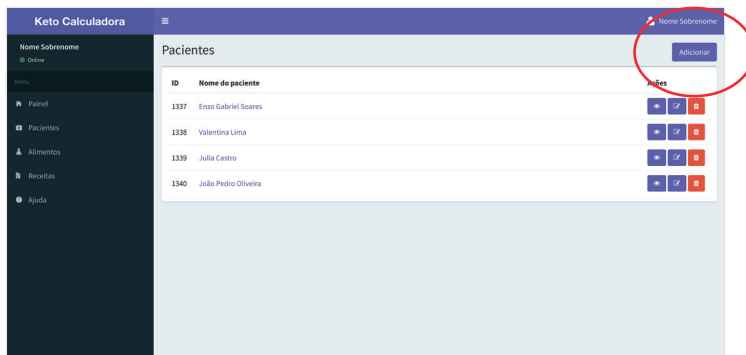 Keto Calculadora
Nome Sobrenome
Nome Sobrenome
Online
Menu
Painel
Pacientes
Alimentos
Receitas
Ajuda
Pacientes
Adicionar
ID Nome do paciente Ações
1337 Enzo Gabriel Soares
1338 Valentina Lima
1339 Julia Castro
1340 João Pedro Oliveira